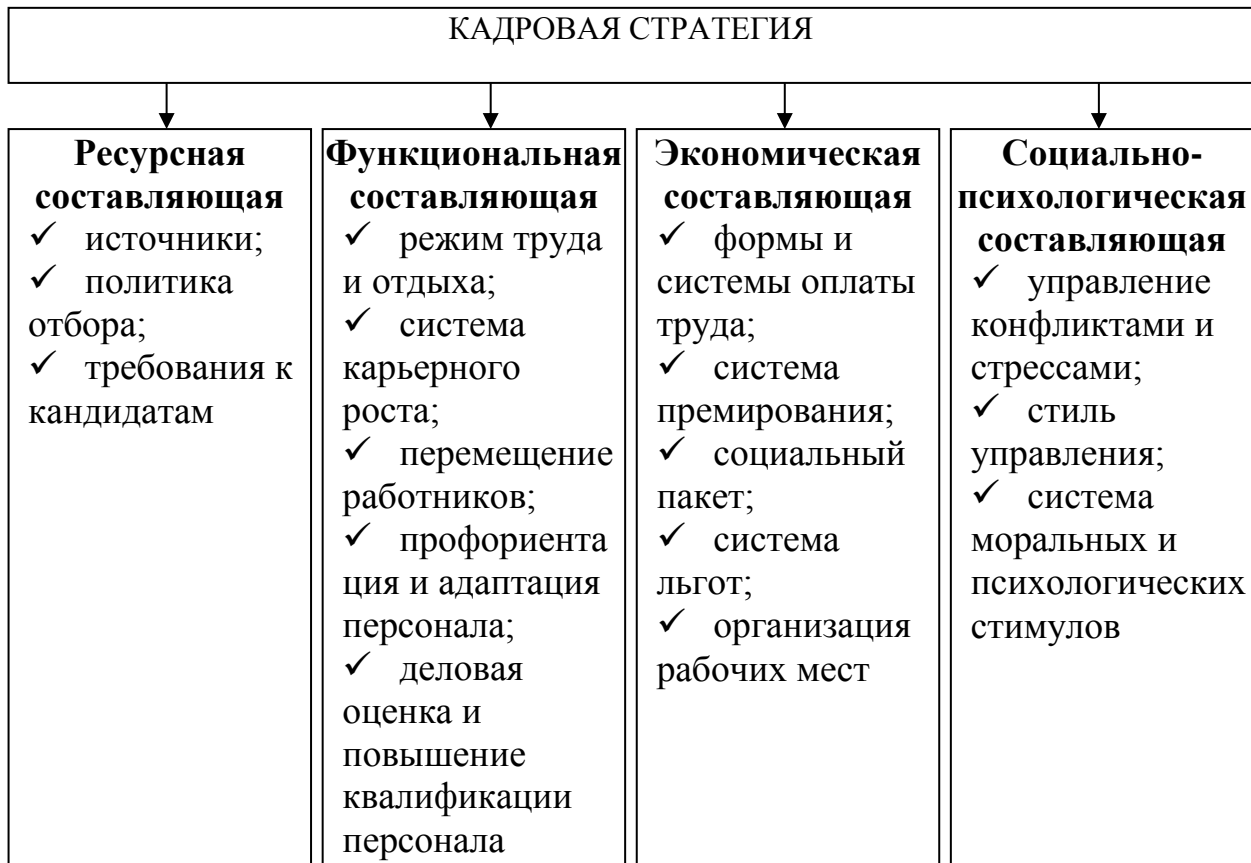 КАДРОВАЯ СТРАТЕГИЯ
Ресурсная
составляющая
✓ источники;
✓ политика
отбора;
✓ требования к
кандидатам
Функциональная
составляющая
✓ режим труда
и отдыха;
✓ система
карьерного
роста;
✓ перемещение
работников;
✓ профориента
ция и адаптация
персонала;
✓ деловая
оценка и
повышение
квалификации
персонала
Экономическая
составляющая
✓ формы и
системы оплаты
труда;
✓ система
премирования;
✓ социальный
пакет;
✓ система
льгот;
✓ организация
рабочих мест
Социально-
психологическая
составляющая
✓ управление
конфликтами и
стрессами;
✓ стиль
управления;
✓ система
моральных и
психологических
стимулов